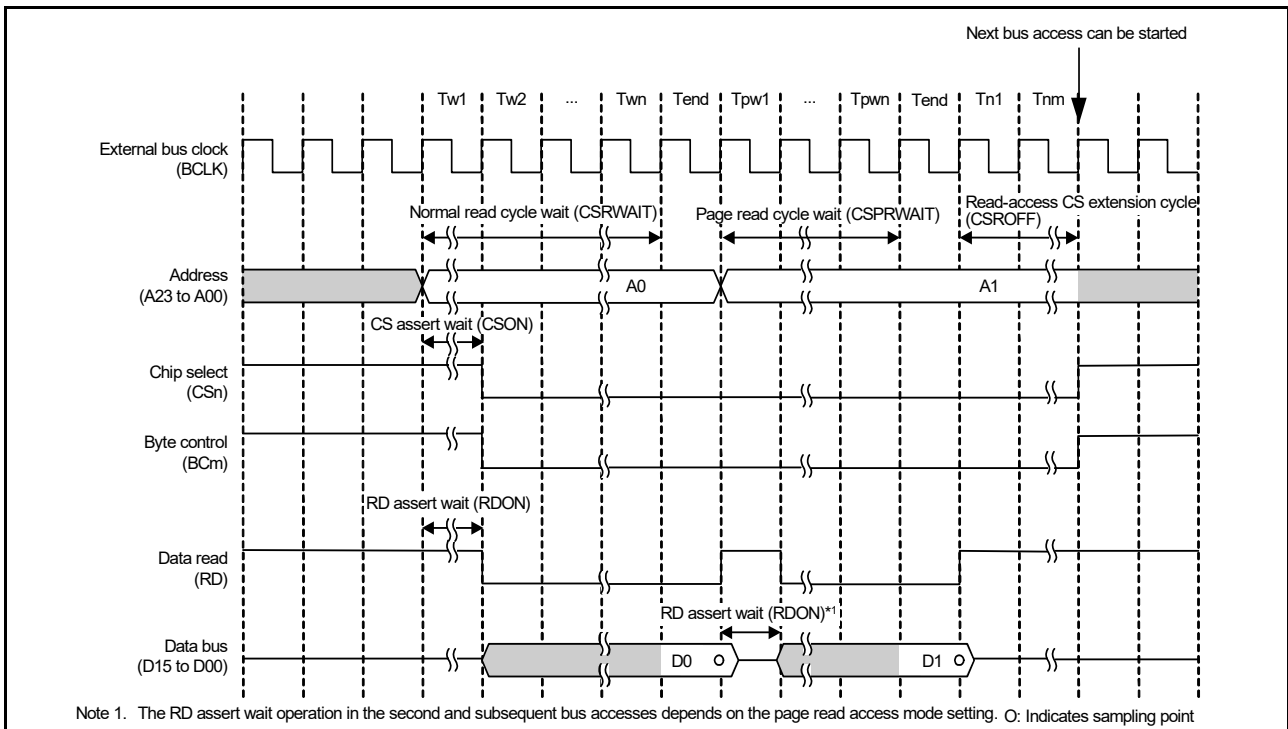 Next bus access can be started
Tw1 Tw2 ... Twn Tend Tpw1 ... Tpwn Tend Tn1 Tnm
External bus clock
(BCLK)
Normal read cycle wait (CSRWAIT)
Page read cycle wait (CSPRWAIT)
Read-access CS extension cycle
(CSROFF)
Address
(A23 to A00)
A0
A1
CS assert wait (CSON)
Chip select
(CSn)
Byte control
(BCm)
RD assert wait (RDON)
Data read
(RD)
RD assert wait (RDON)*1
Data bus
(D15 to D00)
D0
D1
Note 1. The RD assert wait operation in the second and subsequent bus accesses depends on the page read access mode setting. O: Indicates sampling point